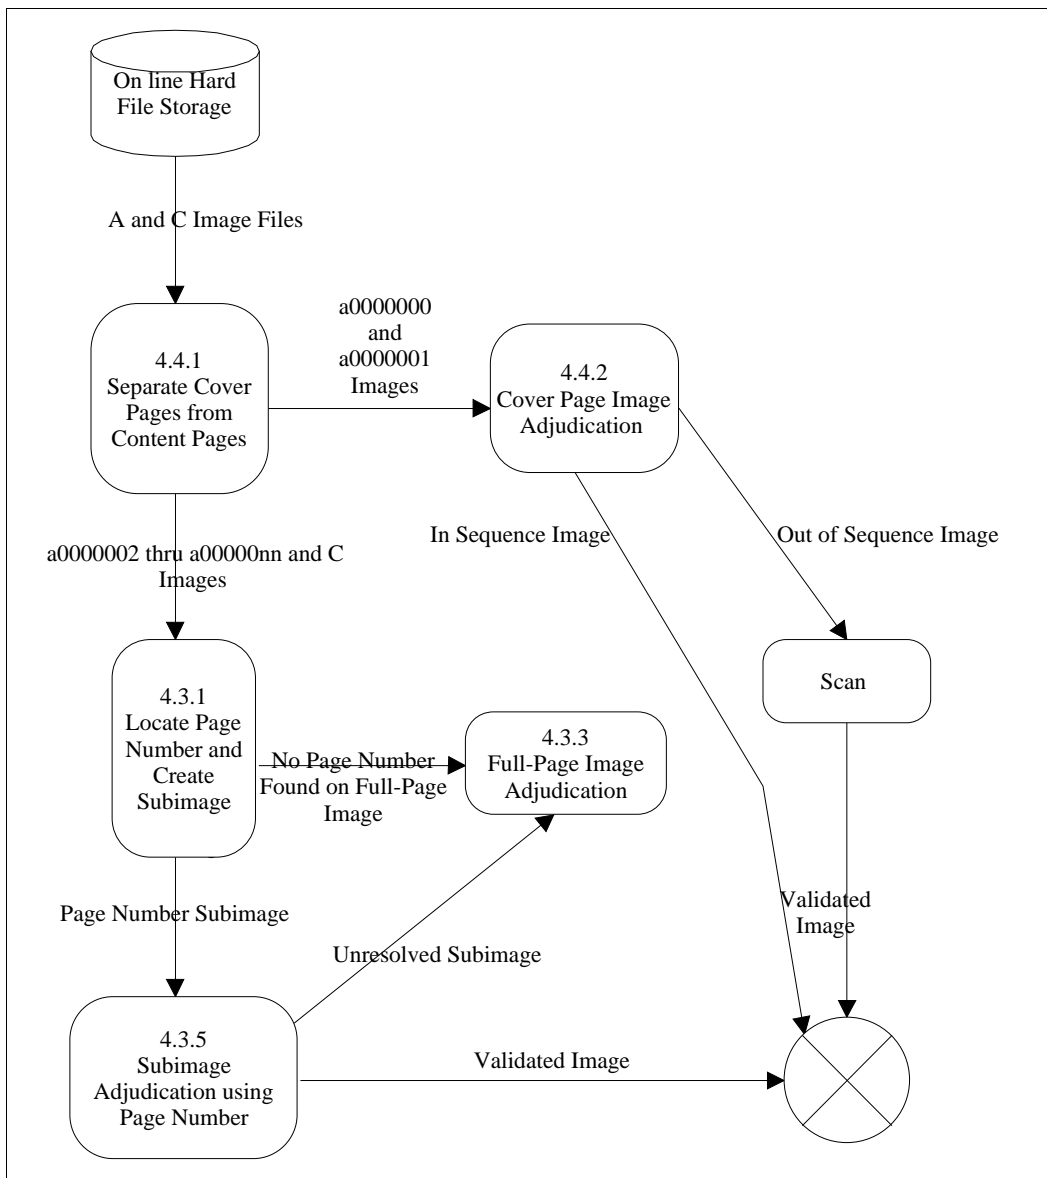 On line Hard
File Storage
A and C Image Files
a0000000
and
a0000001
Images
4.4.1
Separate Cover
Pages from
Content Pages
4.4.2
Cover Page Image
Adjudication
In Sequence Image
Out of Sequence Image
a0000002 thru a00000nn and C
Images
Scan
4.3.1
Locate Page
Number and
Create
Subimage
No Page Number
Found on Full-Page
Image
4.3.3
Full-Page Image
Adjudication
Page Number Subimage
Validated
Image
Unresolved Subimage
4.3.5
Subimage
Adjudication using
Page Number
Validated Image